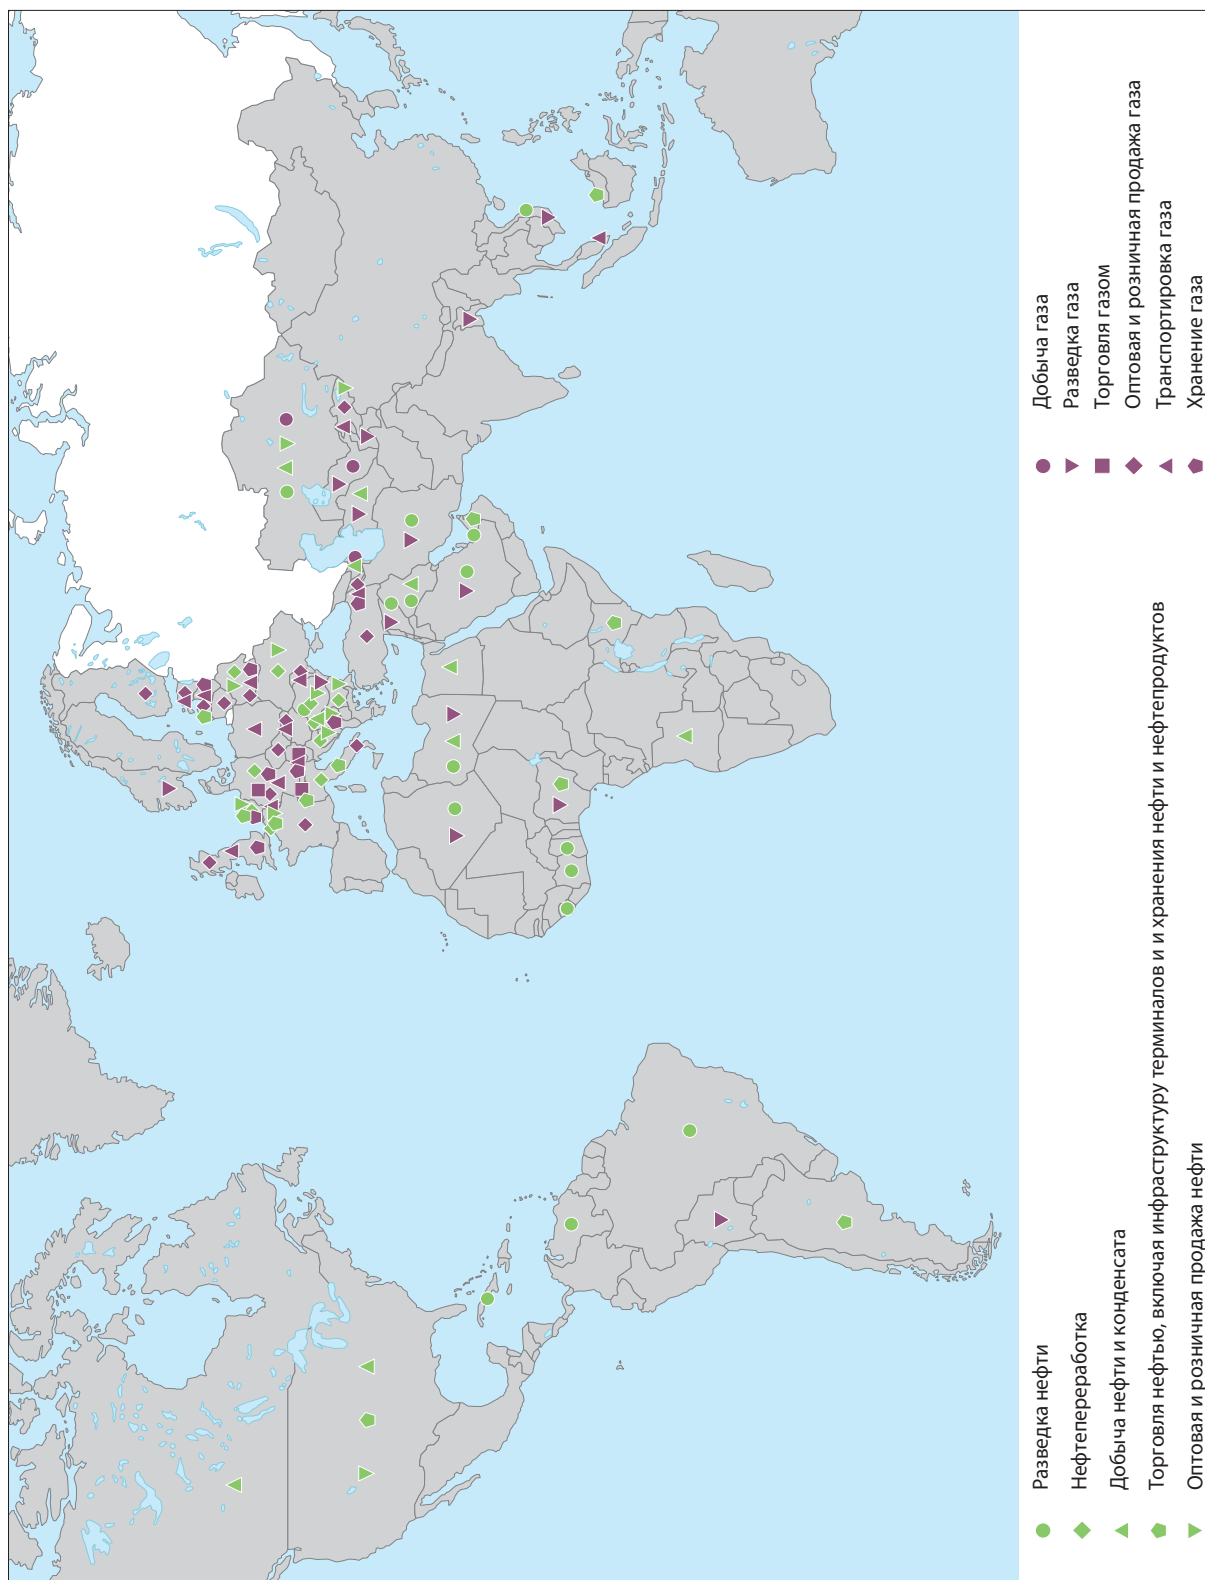 Разведка нефти
Нефтепереработка
Добыча нефти и конденсата
Торговля нефтью, включая инфраструктуру терминалов и и хранения нефти и нефтепродуктов
Оптовая и розничная продажа нефти
Добыча газа
Разведка газа
Торговля газом
Оптовая и розничная продажа газа
Транспортировка газа
Хранение газа